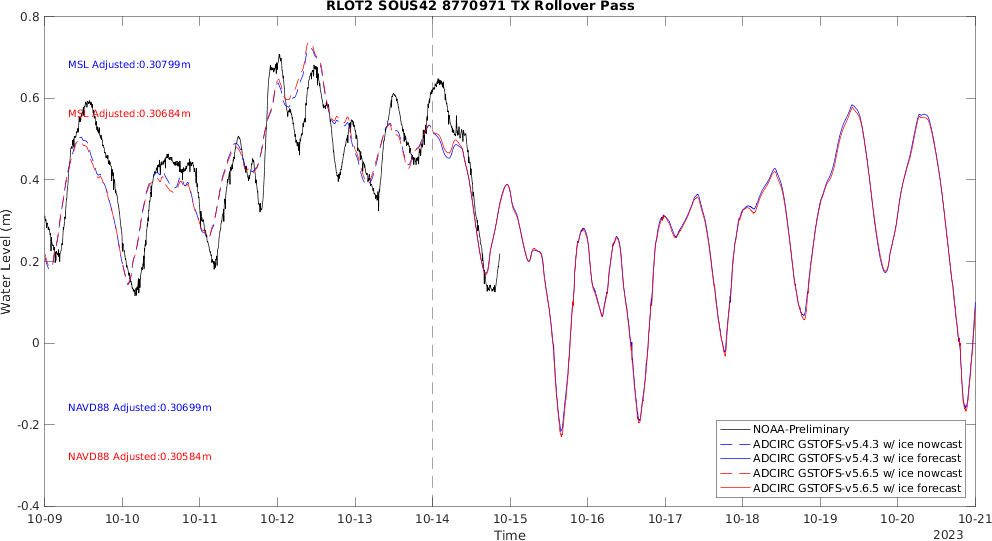 RLOT2 SOUS42 8770971 TX Rollover Pass
0.8
0.6
0.4
0.2
0
-0.2
-0.4
Water Level (m)
MSL Adjusted:0.30799m
MSL Adjusted:0.30684m
NAVD88 Adjusted:0.30699m
NAVD88 Adjusted:0.30584m
NOAA-Preliminary
ADCIRC GSTOFS-v5.4.3 w/ ice nowcast
ADCIRC GSTOFS-v5.4.3 w/ ice forecast
ADCIRC GSTOFS-v5.6.5 w/ ice nowcast
ADCIRC GSTOFS-v5.6.5 w/ ice forecast
10-09 10-10 10-11 10-12 10-13 10-14 10-15 10-16 10-17 10-18 10-19 10-20 10-21
Time
2023